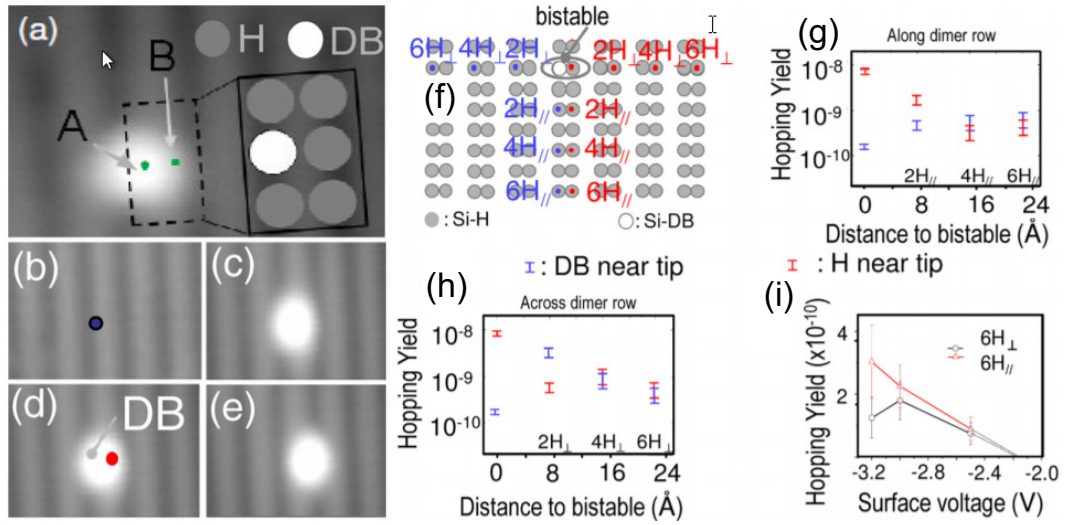 (a)
H
DB
A
B
(b)
(c)
(d)
DB
(e)
bistable
6H⊥ 4H⊥ 2H⊥ 2H⊥ 4H⊥ 6H⊥
(f)
2H// 2H//
4H// 4H//
6H// 6H//
: Si-H
: Si-DB
(g)
Along dimer row
Hopping Yield
10⁻⁸
10⁻⁹
10⁻¹⁰
2H// 4H// 6H//
0 8 16 24
Distance to bistable (Å)
: DB near tip
: H near tip
(h)
Across dimer row
Hopping Yield
10⁻⁸
10⁻⁹
10⁻¹⁰
2H⊥ 4H⊥ 6H⊥
0 8 16 24
Distance to bistable (Å)
(i)
Hopping Yield (x10⁻¹⁰)
4
2
6H⊥
6H//
-3.2 -2.8 -2.4 -2.0
Surface voltage (V)